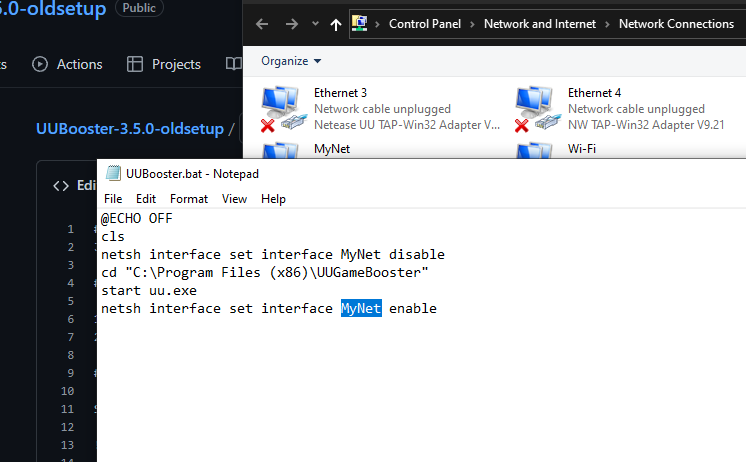 5.0-oldsetup Public
Actions Projects
UUBooster-3.5.0-oldsetup /
Edi
1 #
2
3
4 #
5
6
7 2
8
9 #
10
11
12
13
14
Control Panel Network and Internet Network Connections
Organize
Ethernet 3
Network cable unplugged
Netease UU TAP-Win32 Adapter V...
Ethernet 4
Network cable unplugged
NW TAP-Win32 Adapter V9.21
MyNet
Wi-Fi
UUBooster.bat - Notepad
File Edit Format View Help
@ECHO OFF
cls
netsh interface set interface MyNet disable
cd "C:\Program Files (x86)\UUGameBooster"
start uu.exe
netsh interface set interface MyNet enable